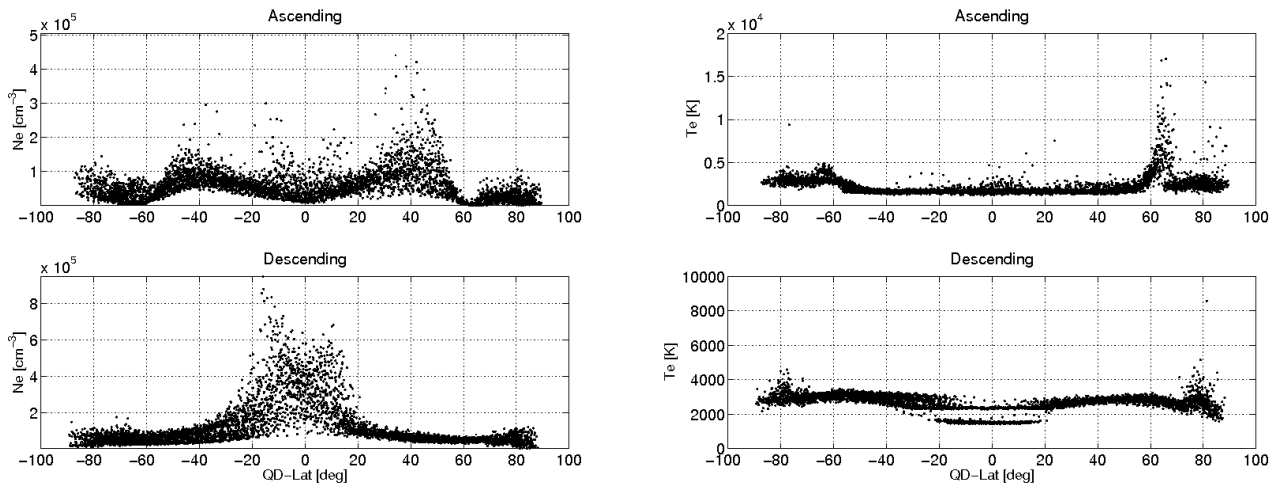 Ascending
x 10^5
5
4
3
2
1
Ne [cm^-3]
−100 −80 −60 −40 −20 0 20 40 60 80 100
Ascending
x 10^4
2
1.5
1
0.5
0
Te [K]
−100 −80 −60 −40 −20 0 20 40 60 80 100
Descending
x 10^5
8
6
4
2
Ne [cm^-3]
−100 −80 −60 −40 −20 0 20 40 60 80 100
QD−Lat [deg]
Descending
10000
8000
6000
4000
2000
0
Te [K]
−100 −80 −60 −40 −20 0 20 40 60 80 100
QD−Lat [deg]